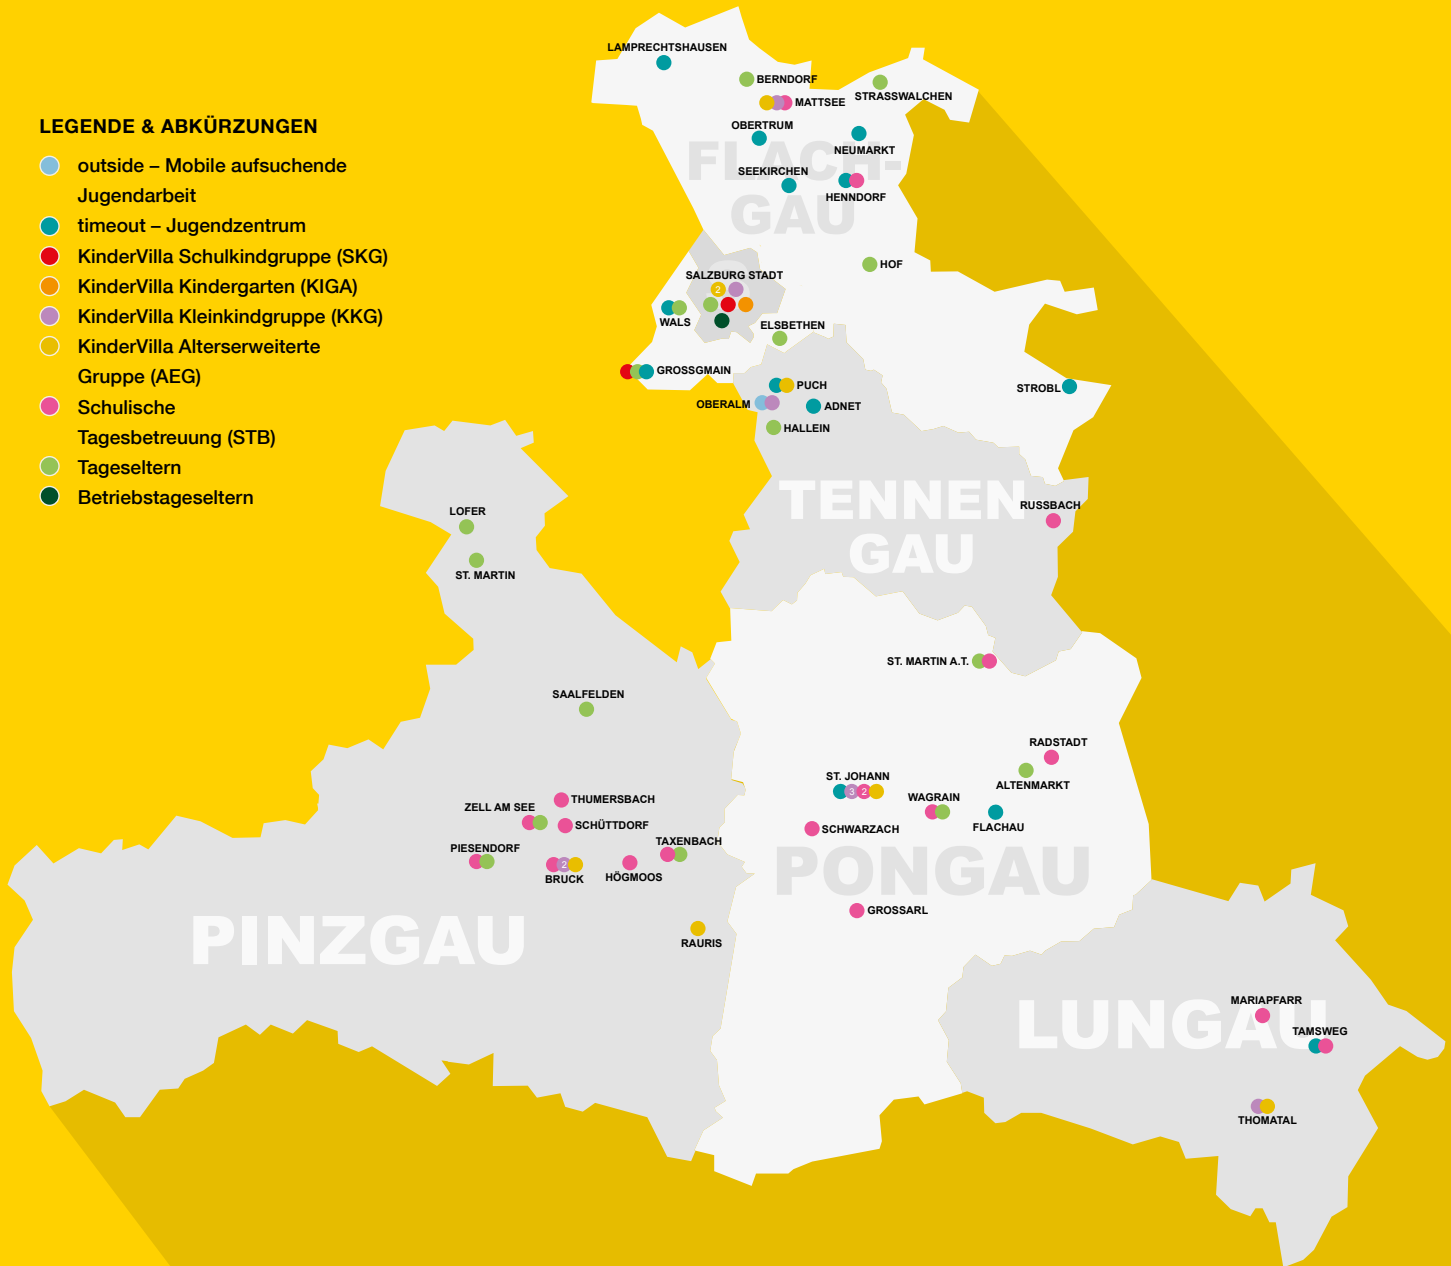 LEGENDE & ABKÜRZUNGEN
outside – Mobile aufsuchende
Jugendarbeit
timeout – Jugendzentrum
KinderVilla Schulkindgruppe (SKG)
KinderVilla Kindergarten (KIGA)
KinderVilla Kleinkindgruppe (KKG)
KinderVilla Alterserweiterte
Gruppe (AEG)
Schulische
Tagesbetreuung (STB)
Tageseltern
Betriebstageseltern
LAMPRECHTSHAUSEN
BERNDORF
STRASSWALCHEN
MATTSEE
OBERTRUM
NEUMARKT
FLACH-
GAU
SEEKIRCHEN
HENNDORF
HOF
SALZBURG STADT
2
WALS
ELSBETHEN
GROSSGMAIN
STROBL
PUCH
OBERALM
ADNET
HALLEIN
TENNEN
GAU
RUSSBACH
LOFER
ST. MARTIN
ST. MARTIN A.T.
SAALFELDEN
RADSTADT
ALTENMARKT
ST. JOHANN
3 2
WAGRAIN
FLACHAU
SCHWARZACH
THUMERSBACH
ZELL AM SEE
SCHÜTTDORF
TAXENBACH
PIESENDORF
2
BRUCK
HÖGMOOS
PONGAU
GROSSARL
PINZGAU
RAURIS
LUNGAU
MARIAPFARR
TAMSWEG
THOMATAL